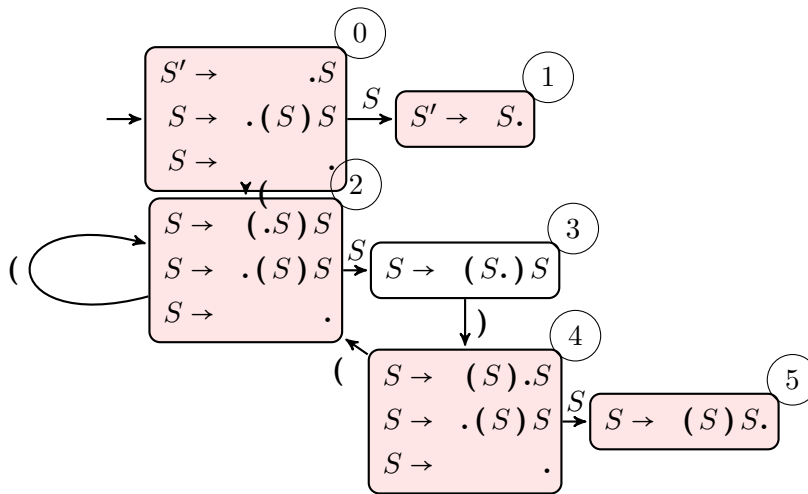 0
S′ → .S
S → .(S)S
S → .
S
1
S′ → S.
(
2
S → (.S)S
S → .(S)S
S → .
(
S
3
S → (S.)S
)
4
S → (S).S
S → .(S)S
S → .
(
S
5
S → (S)S.